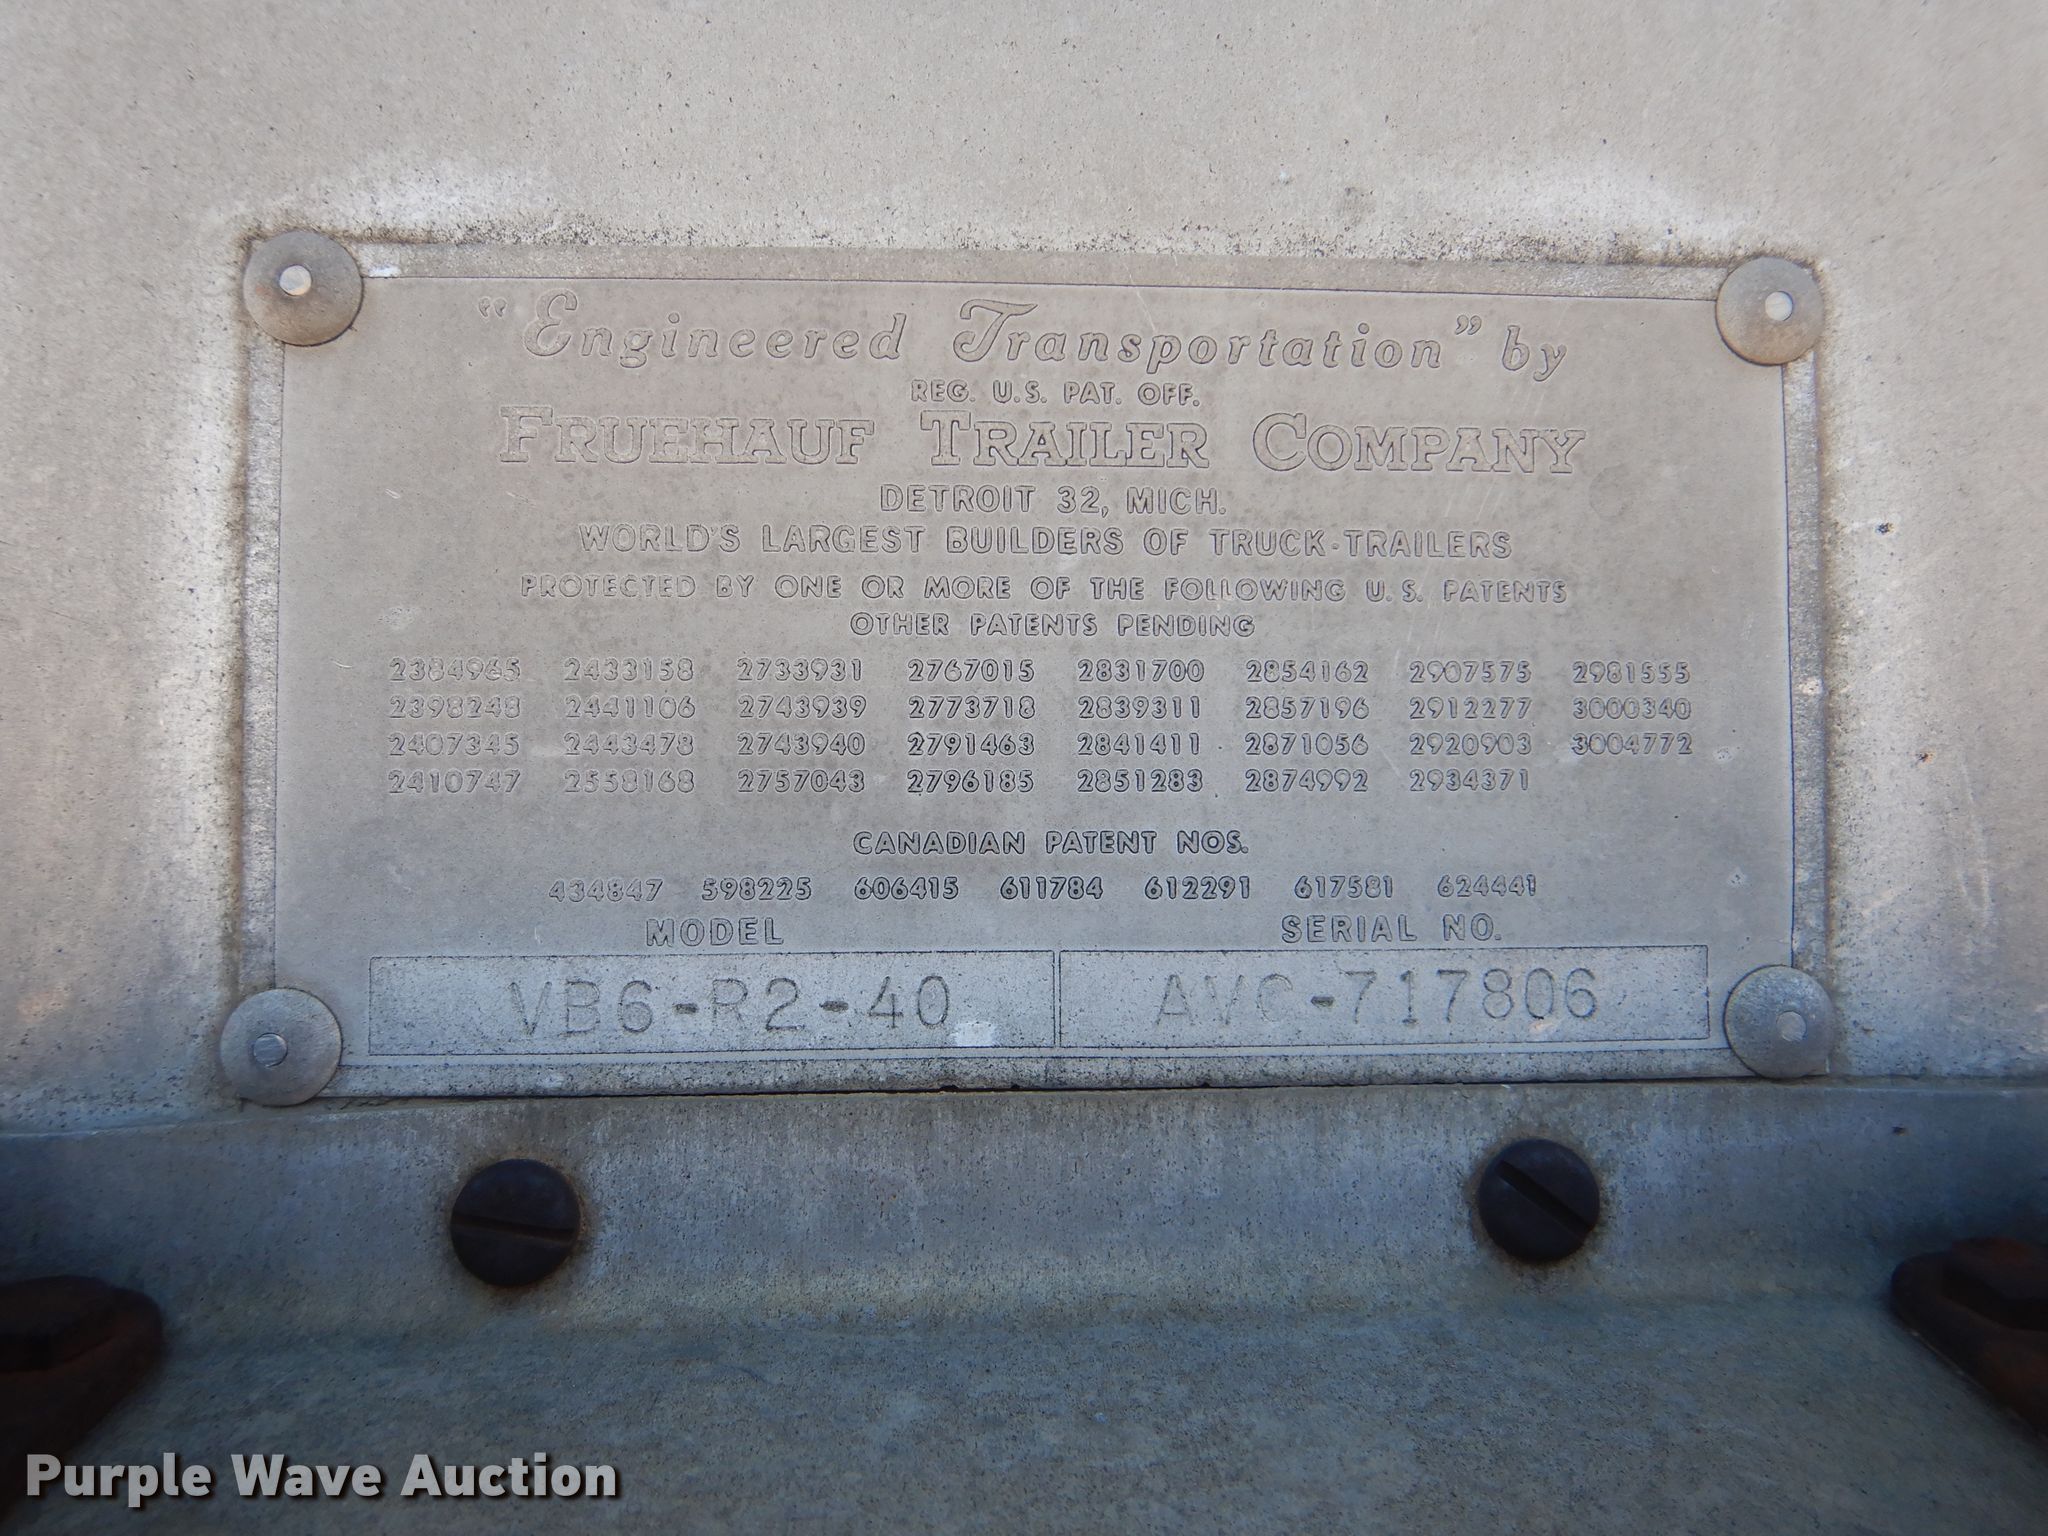 "Engineered Transportation" by
REG. U.S. PAT. OFF.
FRUEHAUF TRAILER COMPANY
DETROIT 32, MICH.
WORLD'S LARGEST BUILDERS OF TRUCK-TRAILERS
PROTECTED BY ONE OR MORE OF THE FOLLOWING U.S. PATENTS
OTHER PATENTS PENDING
2384965 2433158 2733931 2767015 2831700 2854162 2907575 2981555
2398248 2441106 2743939 2773718 2839311 2857196 2912277 3000340
2407345 2443478 2743940 2791463 2841411 2871056 2920903 3004772
2410747 2558168 2757043 2796185 2851283 2874992 2934371
CANADIAN PATENT NOS.
434847 598225 606415 611784 612291 617581 624441
MODEL SERIAL NO.
VB6-R2-40 AVC-717806
Purple Wave Auction